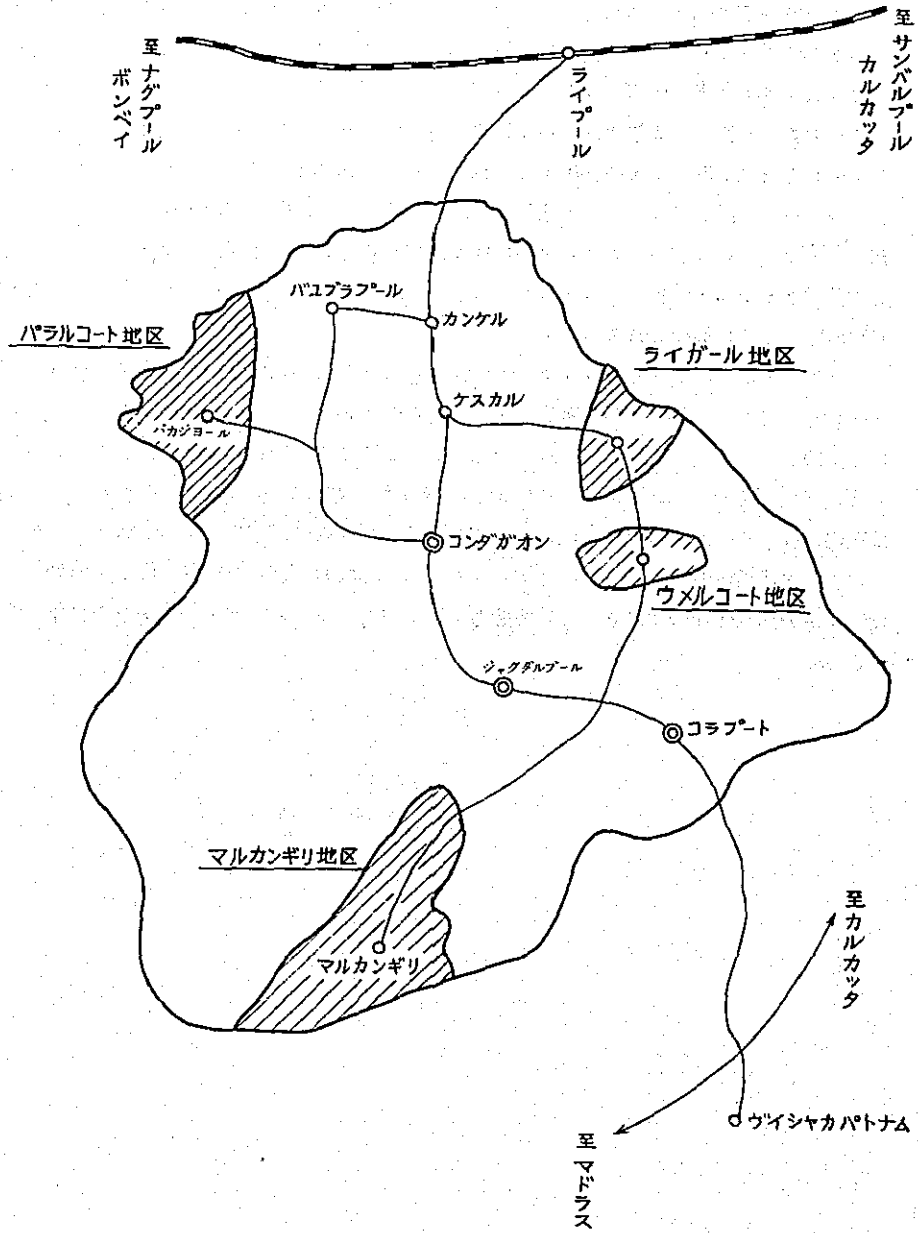 至ナグプール
ボンベイ
ライプール
至サンバルプール
カルカッタ
バユプラプール
カンケル
パラルコート地区
ライガール地区
ケスカル
パカジョール
コンダガオン
ウメルコート地区
ジャグダルプール
コラプート
マルカンギリ地区
マルカンギリ
至カルカッタ
ヴイシャカパトナム
至マドラス